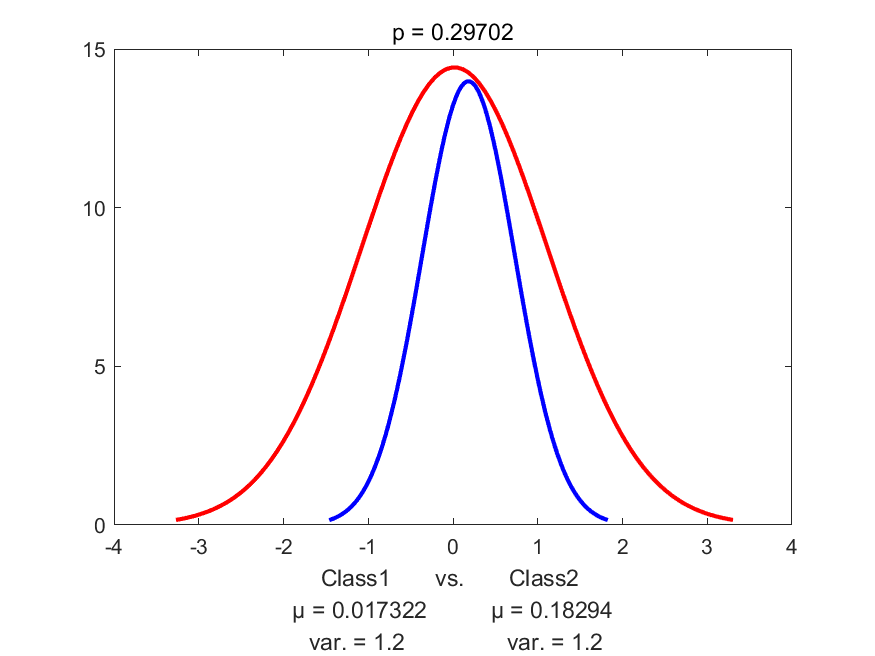 p = 0.29702
15
10
5
0
-4 -3 -2 -1 0 1 2 3 4
Class1 vs. Class2
μ = 0.017322 μ = 0.18294
var. = 1.2 var. = 1.2